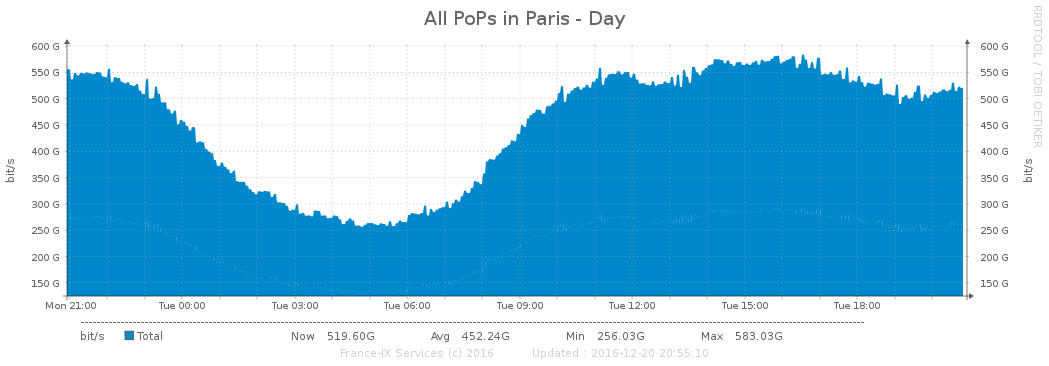 All PoPs in Paris - Day
RRDTOOL / TOBI OETIKER
bit/s
600 G 600 G
550 G 550 G
500 G 500 G
450 G 450 G
400 G 400 G
350 G 350 G
300 G 300 G
250 G 250 G
200 G 200 G
150 G 150 G
bit/s
Mon 21:00 Tue 00:00 Tue 03:00 Tue 06:00 Tue 09:00 Tue 12:00 Tue 15:00 Tue 18:00
bit/s Total Now 519.60G Avg 452.24G Min 256.03G Max 583.03G
France-IX Services (c) 2016 Updated : 2016-12-20 20:55:10